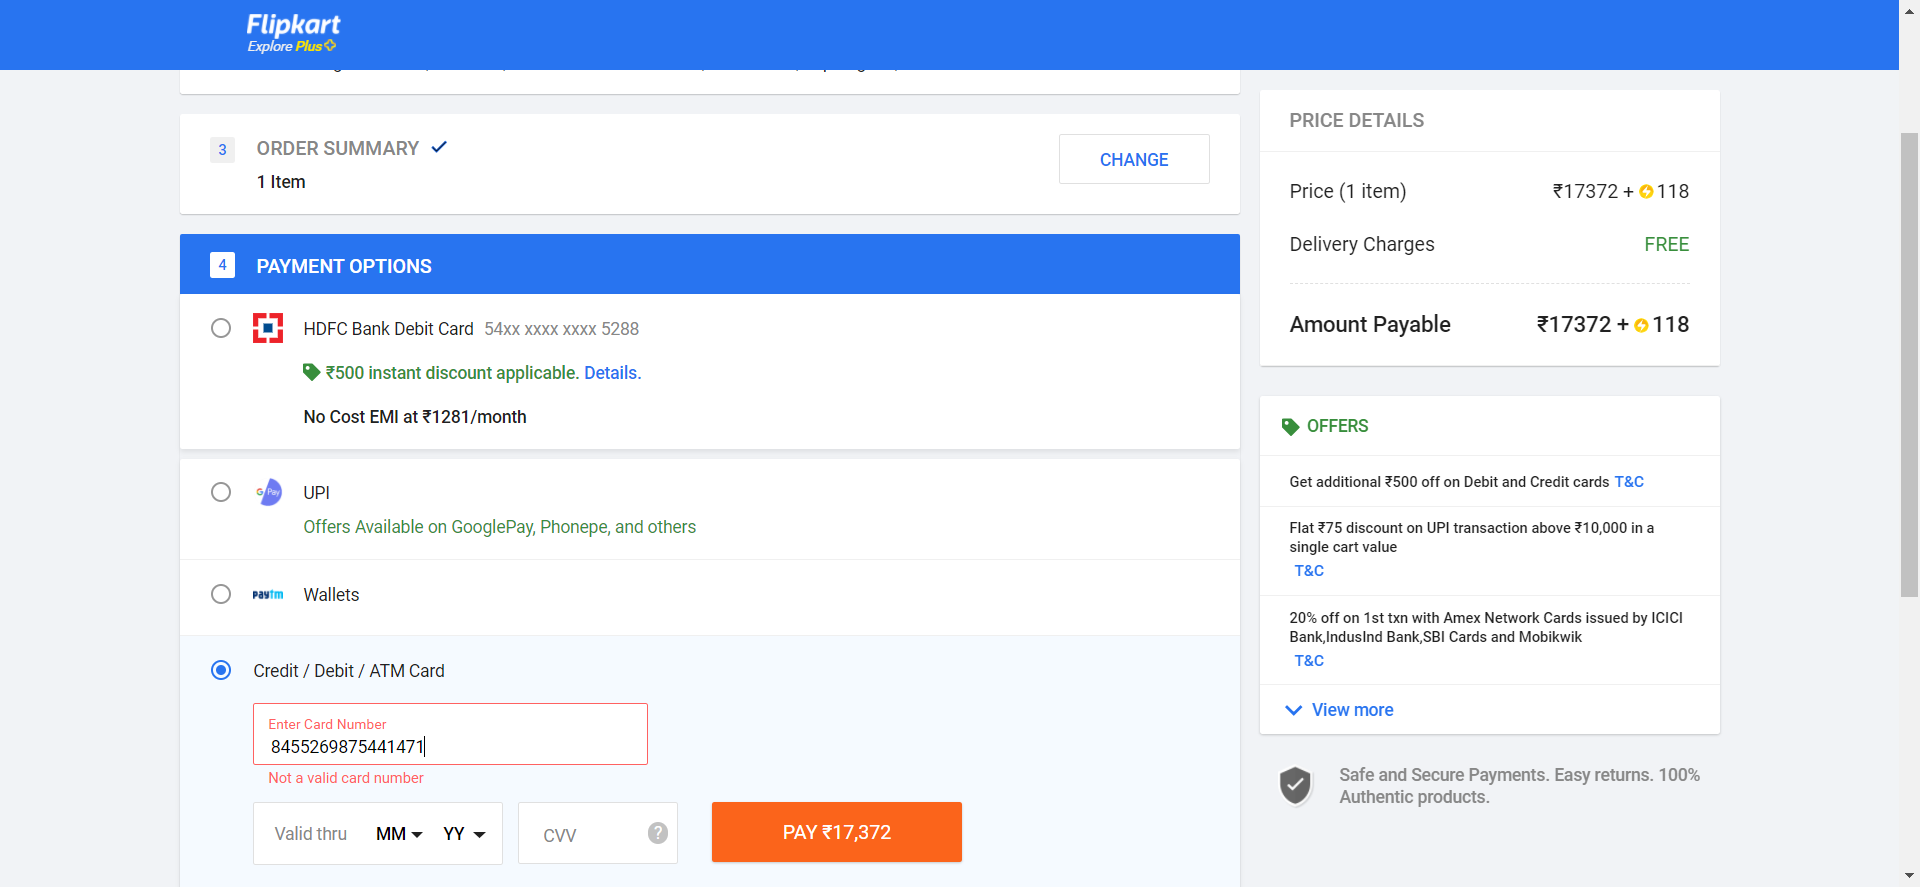 Flipkart
Explore Plus
3
ORDER SUMMARY
1 Item
CHANGE
4
PAYMENT OPTIONS
HDFC Bank Debit Card 54xx xxxx xxxx 5288
₹500 instant discount applicable. Details.
No Cost EMI at ₹1281/month
G Pay
UPI
Offers Available on GooglePay, Phonepe, and others
paytm
Wallets
Credit / Debit / ATM Card
Enter Card Number
8455269875441471
Not a valid card number
Valid thru MM YY
CVV ?
PAY ₹17,372
PRICE DETAILS
Price (1 item) ₹17372 + 118
Delivery Charges FREE
Amount Payable ₹17372 + 118
OFFERS
Get additional ₹500 off on Debit and Credit cards T&C
Flat ₹75 discount on UPI transaction above ₹10,000 in a
single cart value
T&C
20% off on 1st txn with Amex Network Cards issued by ICICI
Bank,IndusInd Bank,SBI Cards and Mobikwik
T&C
View more
Safe and Secure Payments. Easy returns. 100%
Authentic products.